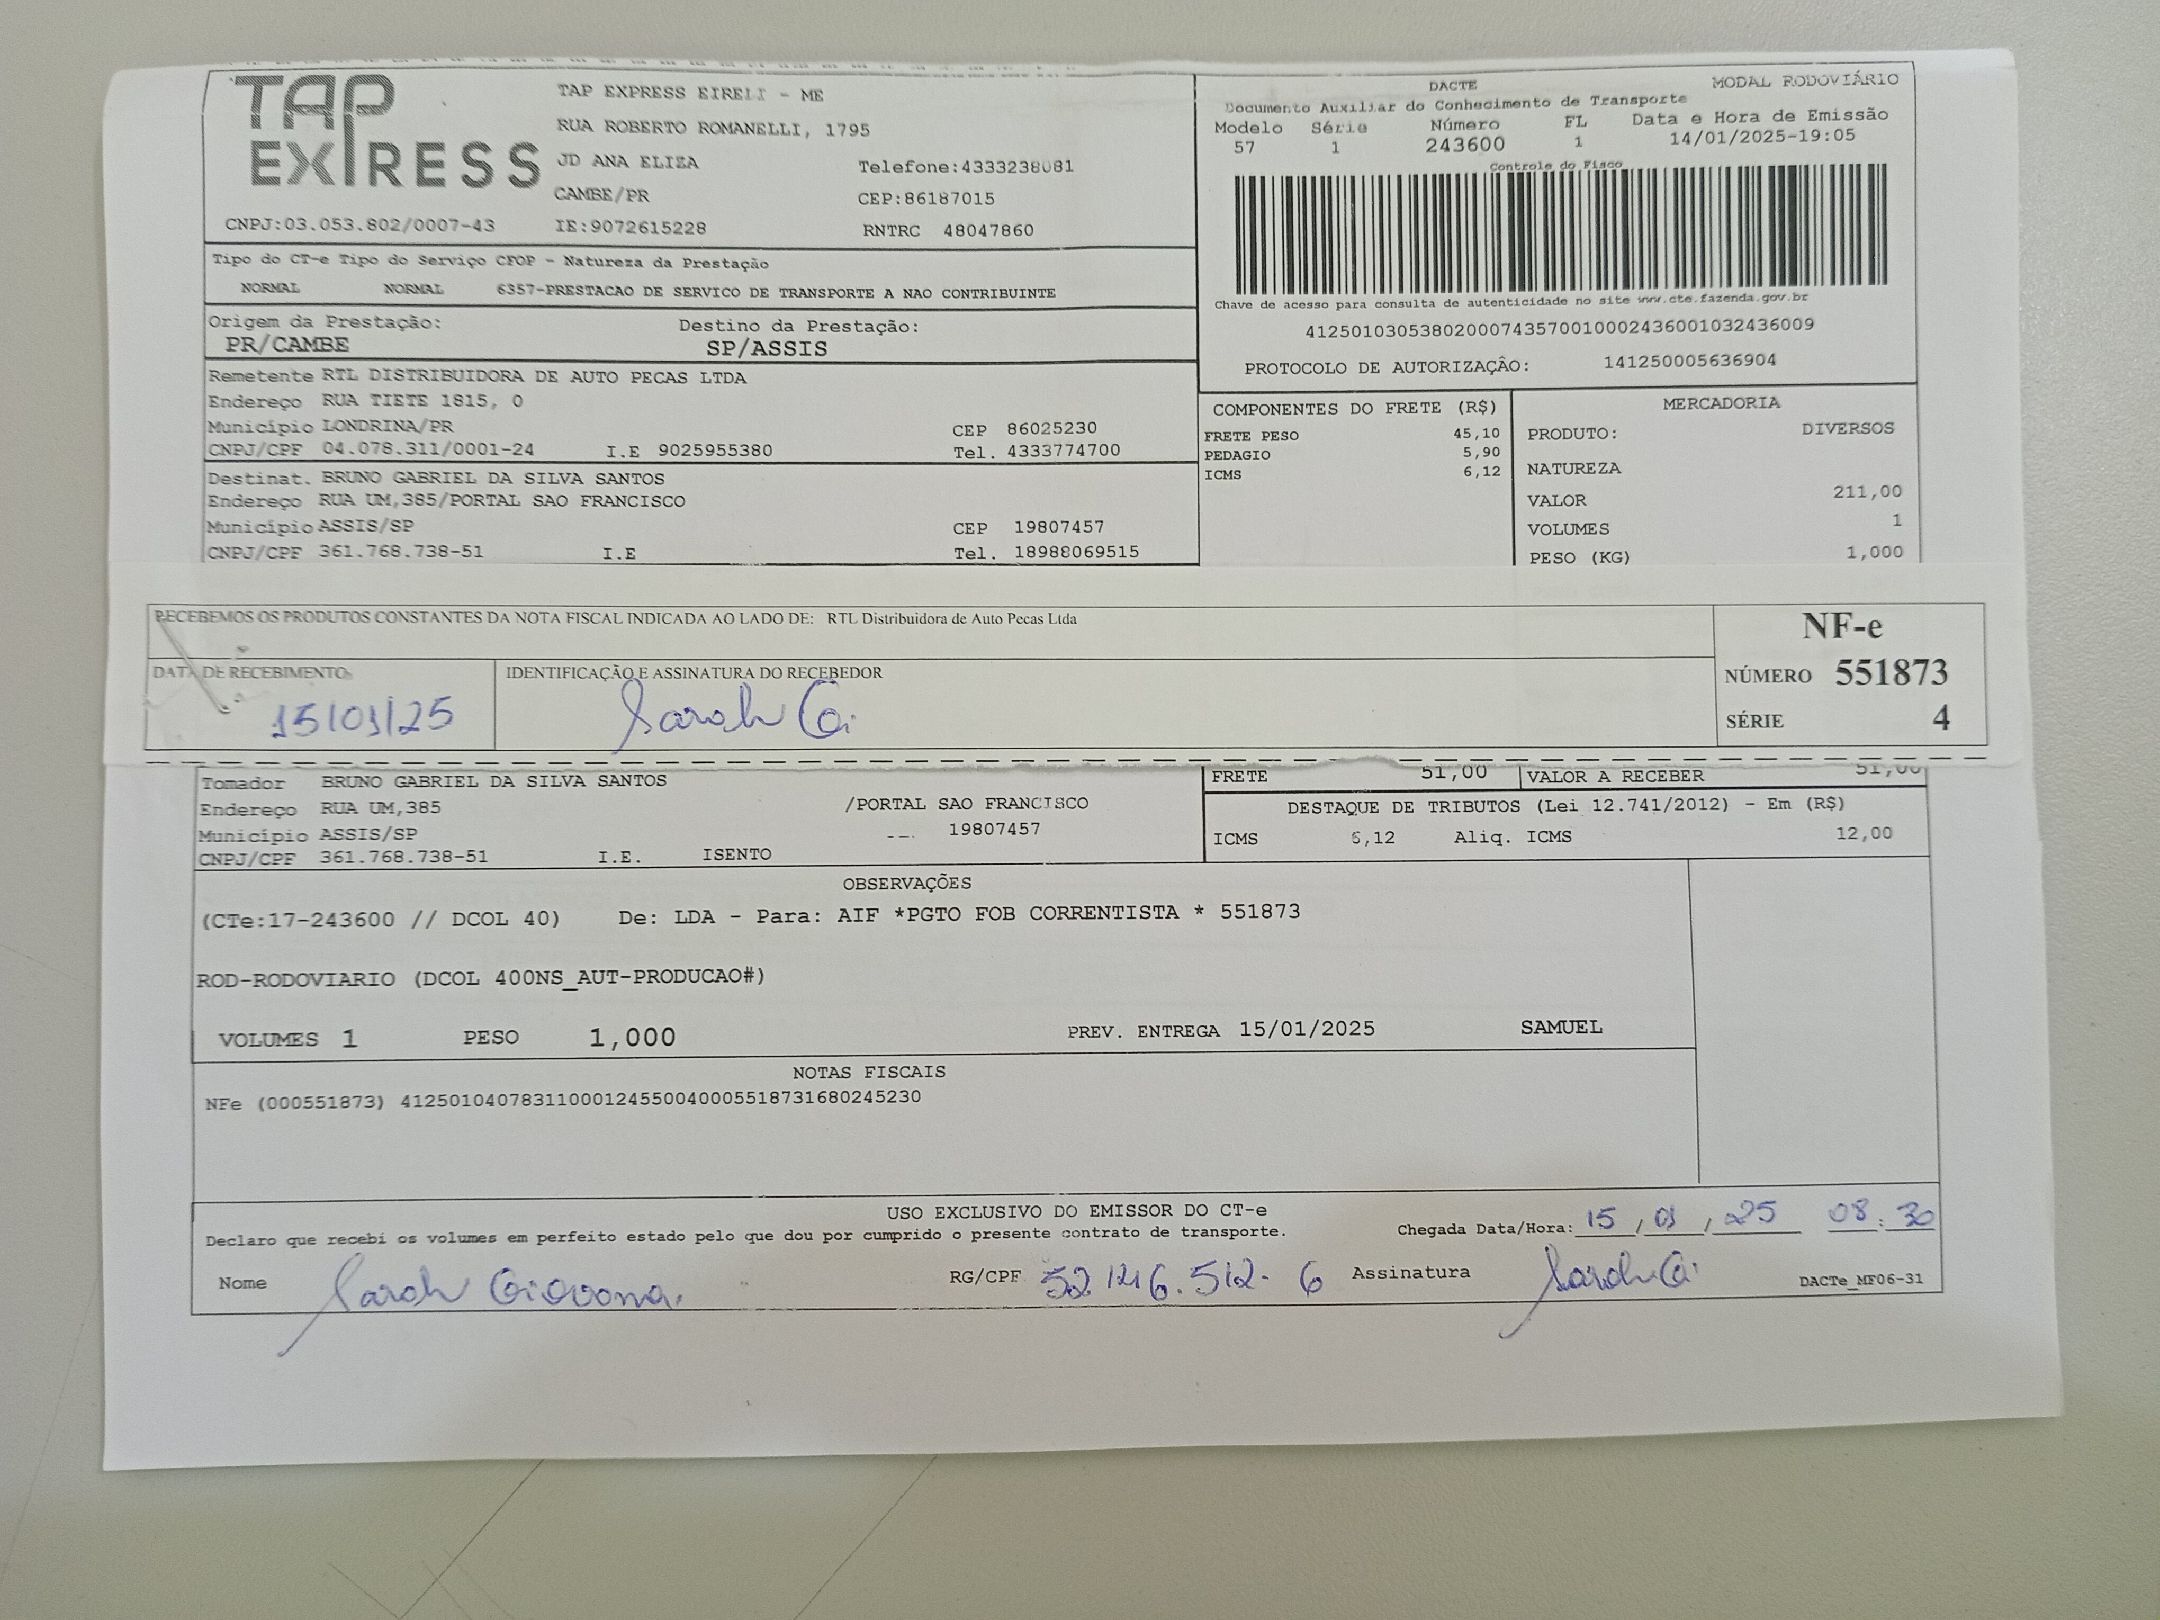 TAP EXPRESS
TAP EXPRESS EIRELI - ME
RUA ROBERTO ROMANELLI, 1795
JD ANA ELIZA Telefone:4333238081
CAMBE/PR CEP:86187015
CNPJ:03.053.802/0007-43 IE:9072615228 RNTRC 48047860
DACTE MODAL RODOVIÁRIO
Documento Auxiliar do Conhecimento de Transporte
Modelo Série Número FL Data e Hora de Emissão
57 1 243600 1 14/01/2025-19:05
Controle do Fisco
Chave de acesso para consulta de autenticidade no site www.cte.fazenda.gov.br
41250103053802000743570010002436001032436009
PROTOCOLO DE AUTORIZAÇÃO: 141250005636904
Tipo do CT-e Tipo do Serviço CFOP - Natureza da Prestação
NORMAL NORMAL 6357-PRESTACAO DE SERVICO DE TRANSPORTE A NAO CONTRIBUINTE
Origem da Prestação: Destino da Prestação:
PR/CAMBE SP/ASSIS
Remetente RTL DISTRIBUIDORA DE AUTO PECAS LTDA
Endereço RUA TIETE 1815, 0
Município LONDRINA/PR CEP 86025230
CNPJ/CPF 04.078.311/0001-24 I.E 9025955380 Tel. 4333774700
Destinat. BRUNO GABRIEL DA SILVA SANTOS
Endereço RUA UM,385/PORTAL SAO FRANCISCO
Município ASSIS/SP CEP 19807457
CNPJ/CPF 361.768.738-51 I.E Tel. 18988069515
COMPONENTES DO FRETE (R$)
FRETE PESO 45,10
PEDAGIO 5,90
ICMS 6,12
MERCADORIA
PRODUTO: DIVERSOS
NATUREZA
VALOR 211,00
VOLUMES 1
PESO (KG) 1,000
RECEBEMOS OS PRODUTOS CONSTANTES DA NOTA FISCAL INDICADA AO LADO DE: RTL Distribuidora de Auto Pecas Ltda
DATA DE RECEBIMENTO IDENTIFICAÇÃO E ASSINATURA DO RECEBEDOR
15/01/25 Sarah Gi.
NF-e
NÚMERO 551873
SÉRIE 4
Tomador BRUNO GABRIEL DA SILVA SANTOS
Endereço RUA UM,385 /PORTAL SAO FRANCISCO
Município ASSIS/SP 19807457
CNPJ/CPF 361.768.738-51 I.E. ISENTO
FRETE 51,00 VALOR A RECEBER 51,00
DESTAQUE DE TRIBUTOS (Lei 12.741/2012) - Em (R$)
ICMS 6,12 Aliq. ICMS 12,00
OBSERVAÇÕES
(CTe:17-243600 // DCOL 40) De: LDA - Para: AIF *PGTO FOB CORRENTISTA * 551873
ROD-RODOVIARIO (DCOL 400NS_AUT-PRODUCAO#)
VOLUMES 1 PESO 1,000 PREV. ENTREGA 15/01/2025 SAMUEL
NOTAS FISCAIS
NFe (000551873) 41250104078311000124550040005518731680245230
USO EXCLUSIVO DO EMISSOR DO CT-e
Declaro que recebi os volumes em perfeito estado pelo que dou por cumprido o presente contrato de transporte. Chegada Data/Hora: 15 / 01 / 25 08:30
Nome Sarah Giovona. RG/CPF Assinatura Sarah Gi. DACTe_MF06-31